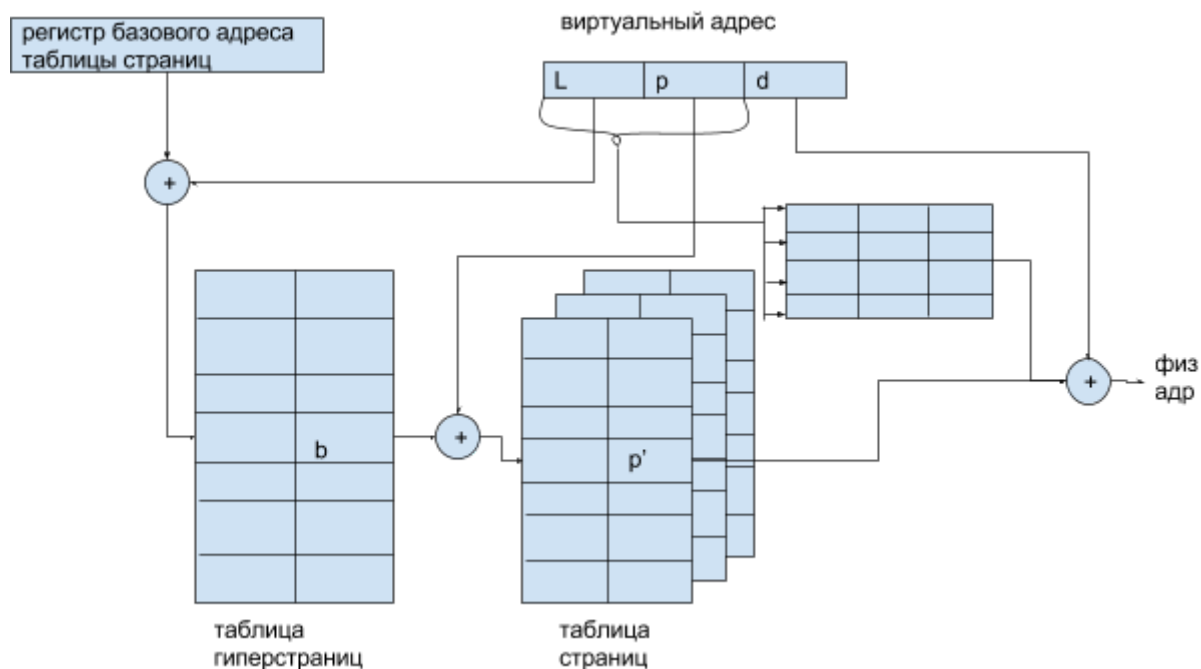 регистр базового адреса
таблицы страниц
виртуальный адрес
L p d
+
+
b
p'
+
физ
адр
таблица
гиперстраниц
таблица
страниц